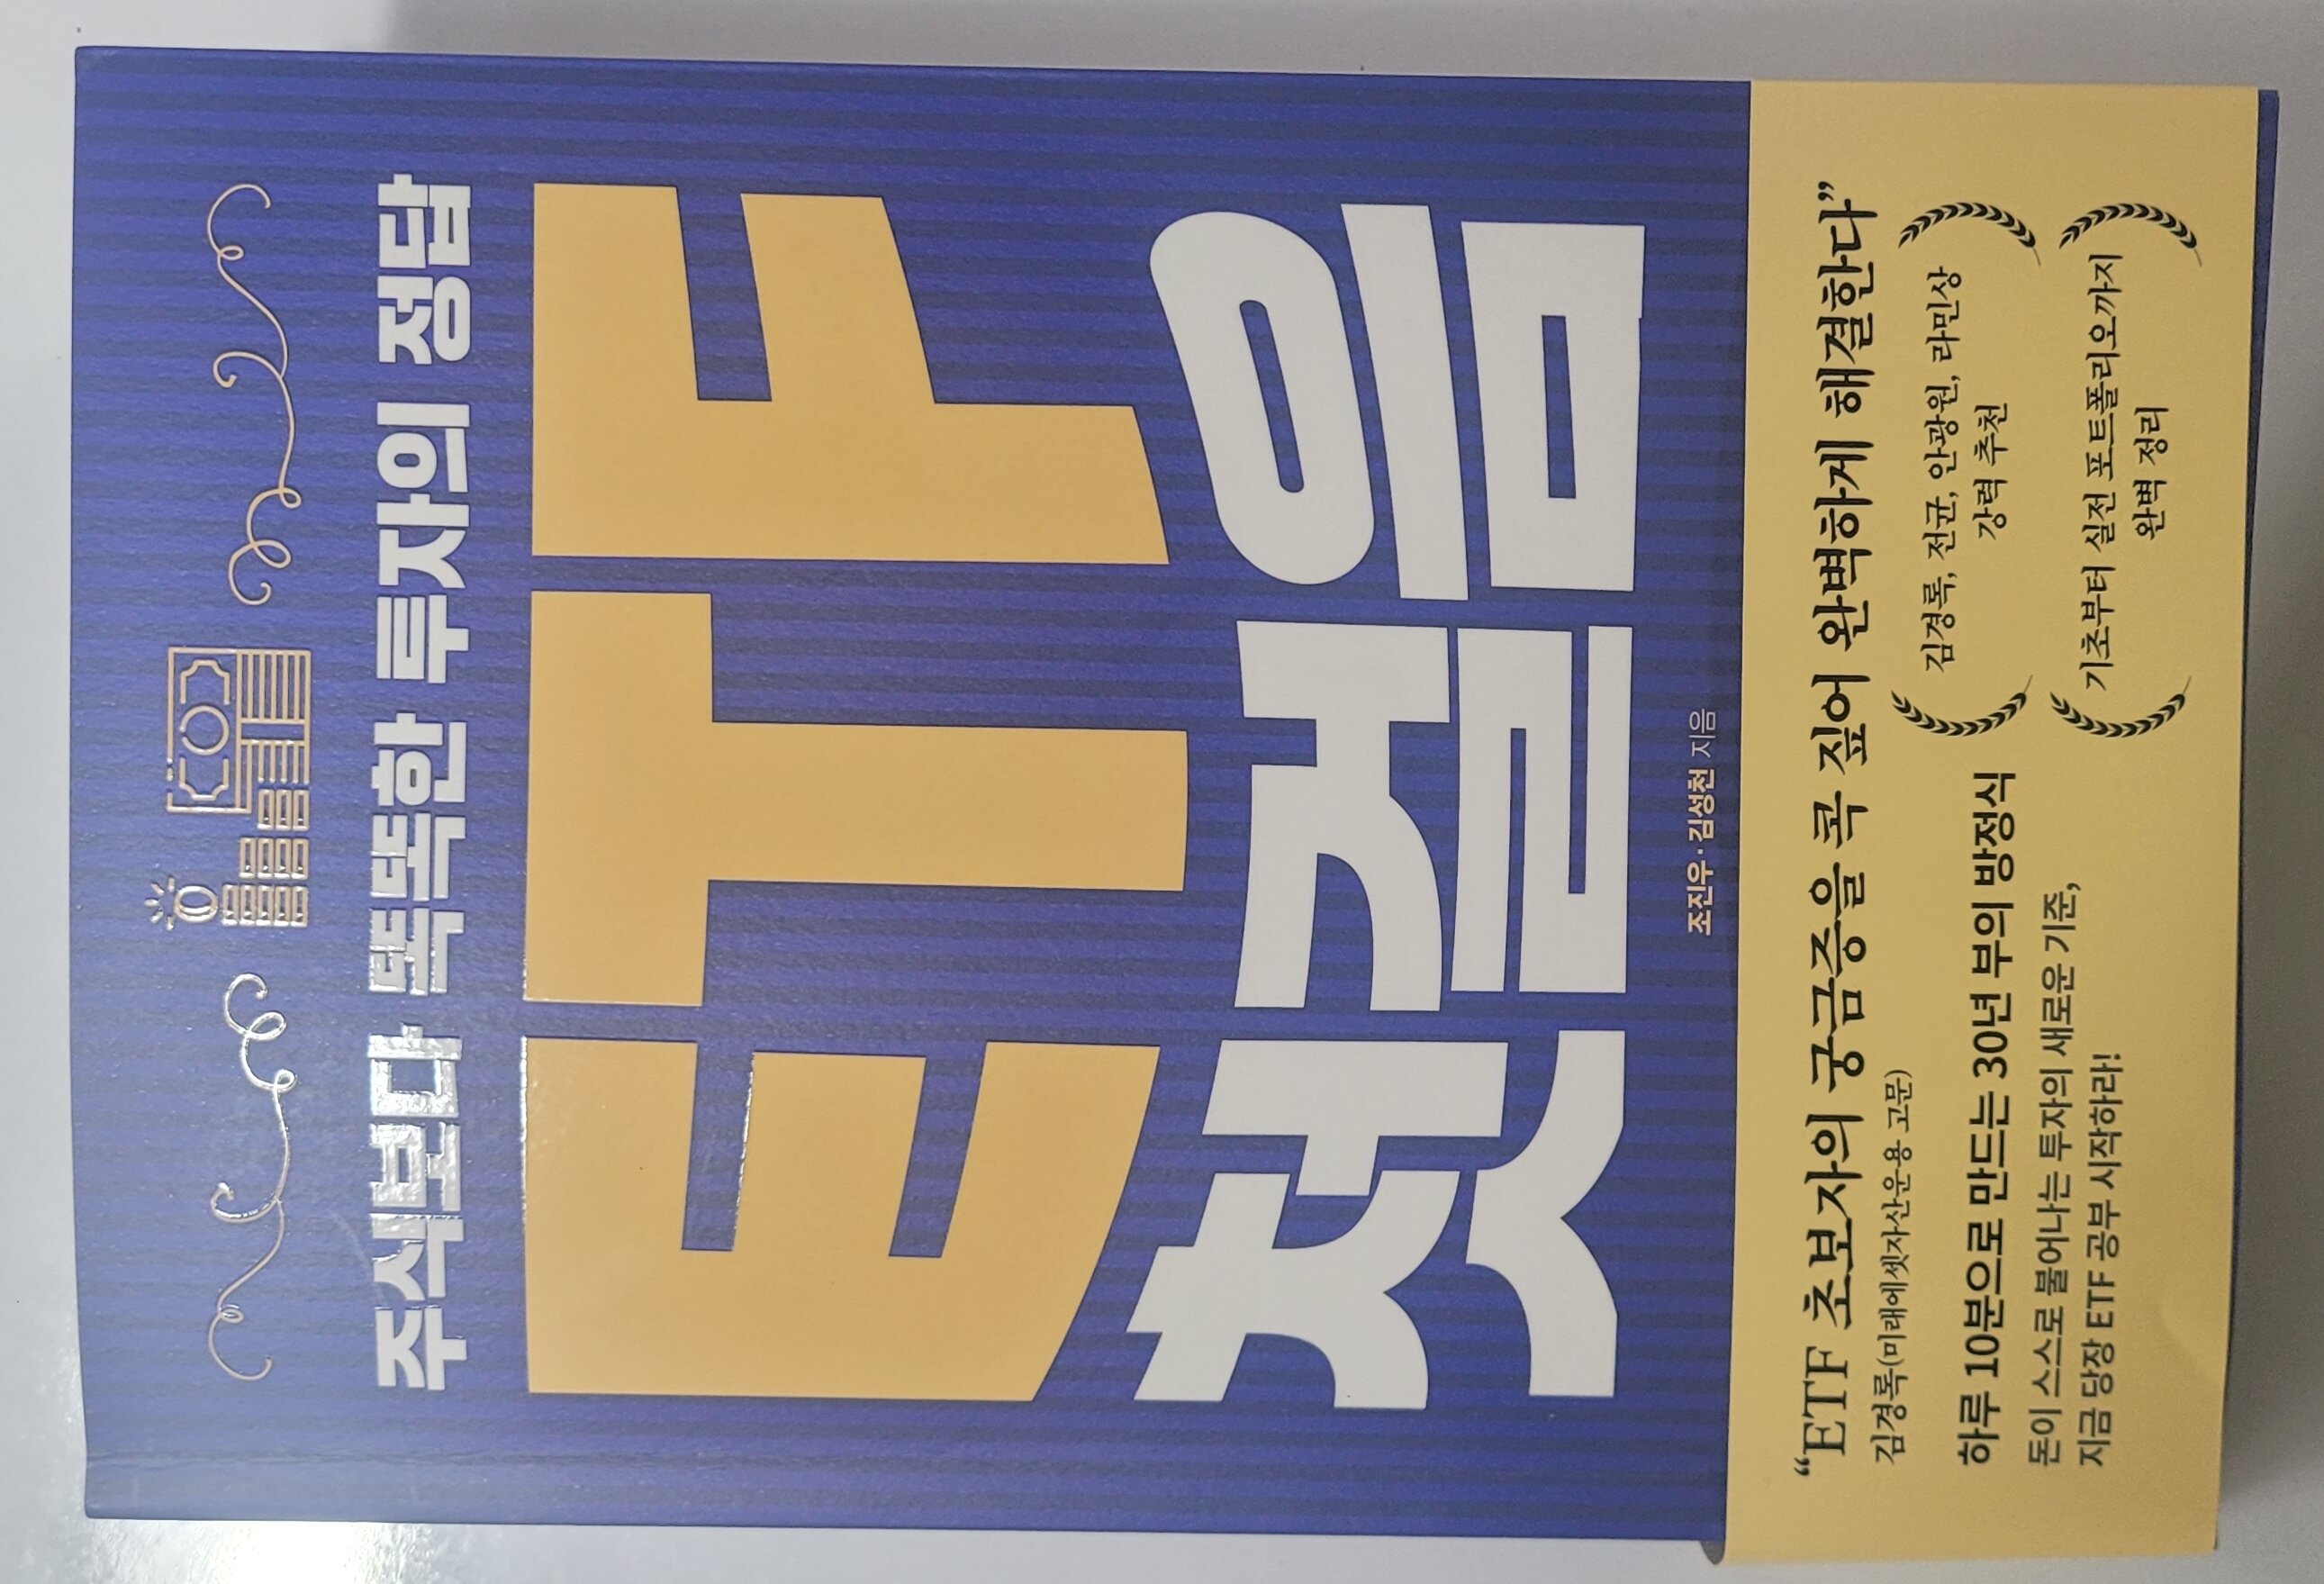 주식보다 똑똑한 투자의 정답
ETF
첫걸음
조진우·김성천 지음
“ETF 초보자의 궁금증을 콕 짚어 완벽하게 해결한다”
김경록(미래에셋자산운용 고문)
하루 10분으로 만드는 30년 부의 방정식
돈이 스스로 불어나는 투자의 새로운 기준,
지금 당장 ETF 공부 시작하라!
김경록, 전균, 안광원, 라민상
강력 추천
기초부터 실전 포트폴리오까지
완벽 정리